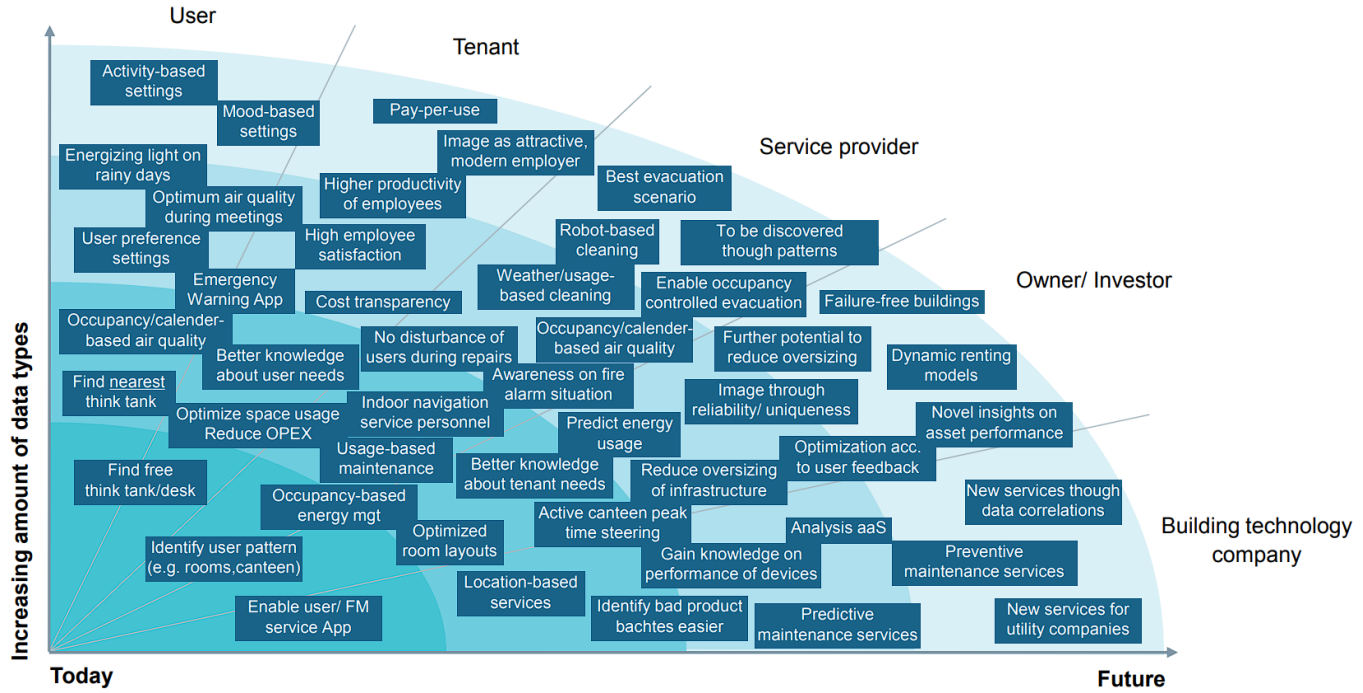 User
Tenant
Service provider
Owner/ Investor
Building technology
company
Increasing amount of data types
Today
Future
Activity-based
settings
Mood-based
settings
Pay-per-use
Image as attractive,
modern employer
Energizing light on
rainy days
Optimum air quality
during meetings
Higher productivity
of employees
Best evacuation
scenario
User preference
settings
High employee
satisfaction
Robot-based
cleaning
To be discovered
though patterns
Emergency
Warning App
Cost transparency
Weather/usage-
based cleaning
Enable occupancy
controlled evacuation
Failure-free buildings
Occupancy/calender-
based air quality
Better knowledge
about user needs
No disturbance of
users during repairs
Occupancy/calender-
based air quality
Further potential to
reduce oversizing
Dynamic renting
models
Find nearest
think tank
Optimize space usage
Reduce OPEX
Indoor navigation
service personnel
Awareness on fire
alarm situation
Image through
reliability/ uniqueness
Novel insights on
asset performance
Find free
think tank/desk
Usage-based
maintenance
Predict energy
usage
Optimization acc.
to user feedback
Better knowledge
about tenant needs
Reduce oversizing
of infrastructure
Occupancy-based
energy mgt
Optimized
room layouts
Active canteen peak
time steering
Analysis aaS
New services though
data correlations
Identify user pattern
(e.g. rooms,canteen)
Location-based
services
Gain knowledge on
performance of devices
Preventive
maintenance services
Enable user/ FM
service App
Identify bad product
bachtes easier
Predictive
maintenance services
New services for
utility companies